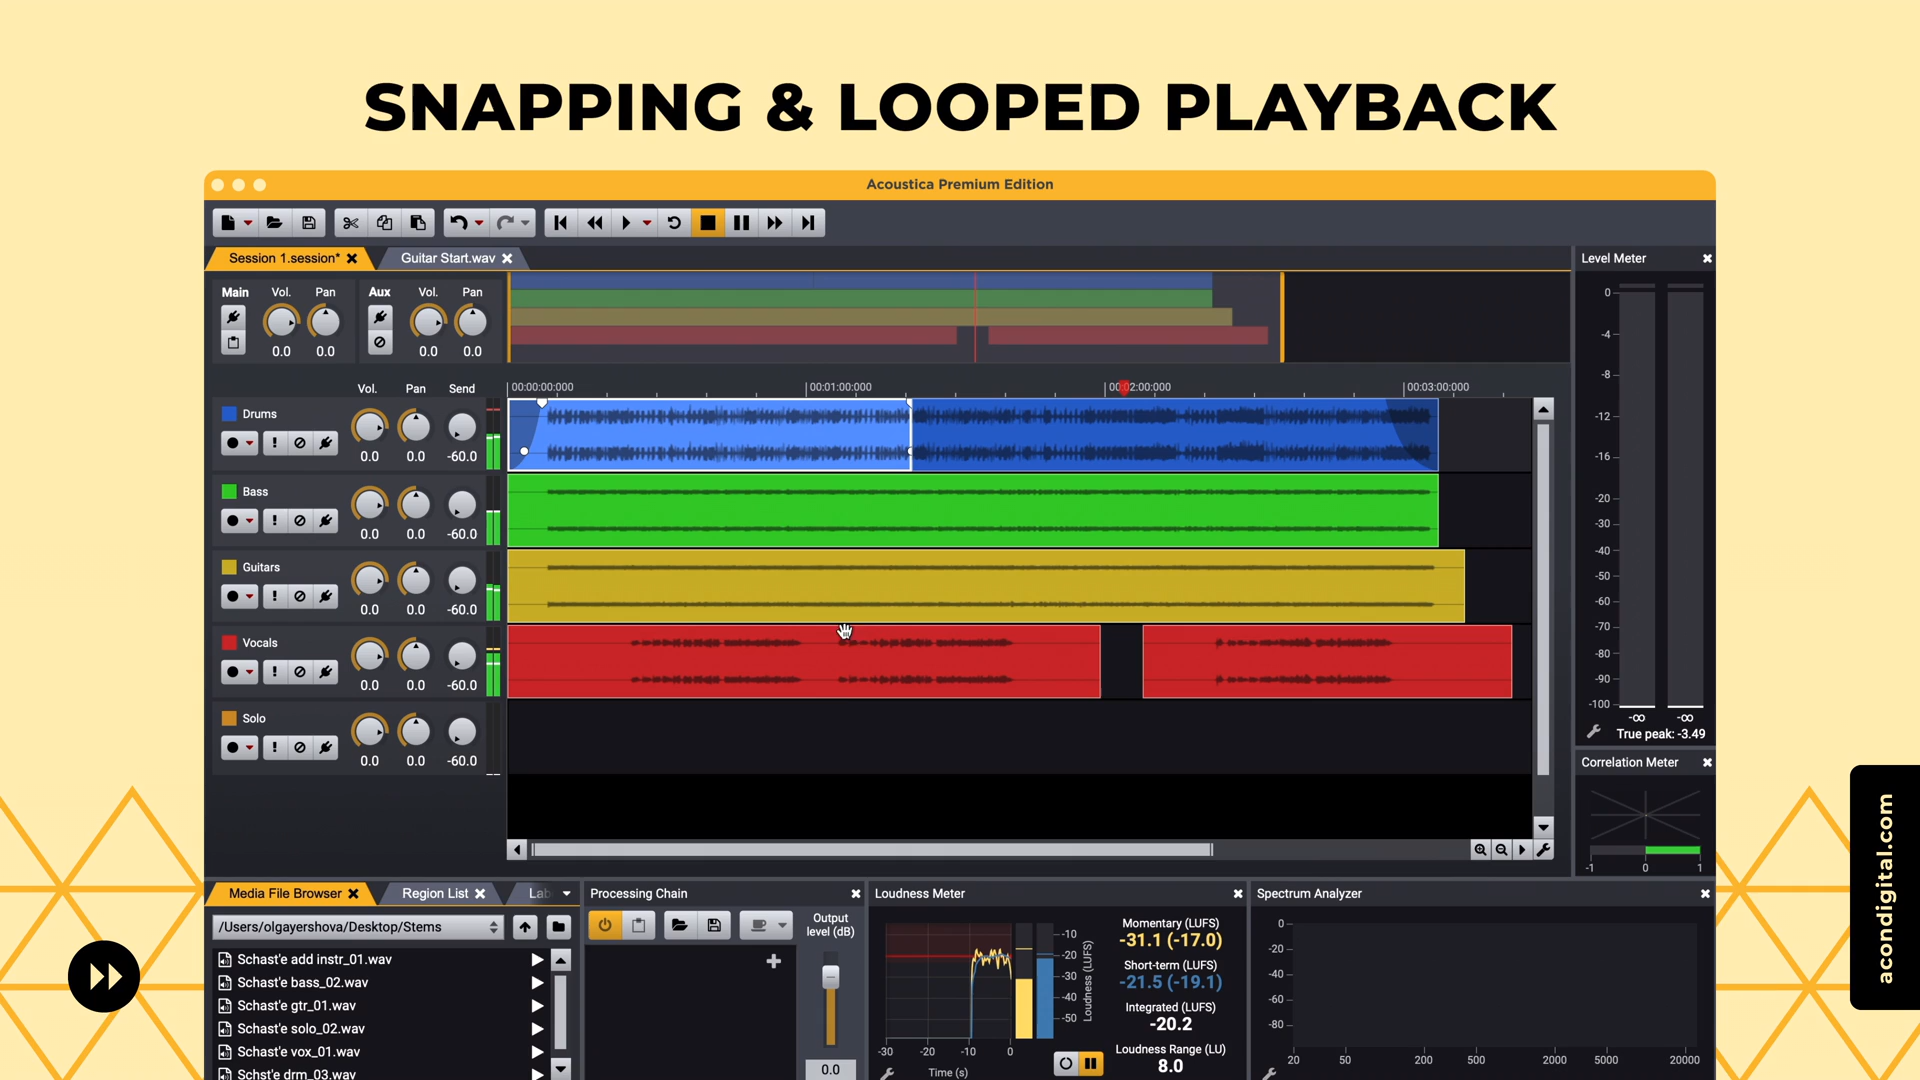 SNAPPING & LOOPED PLAYBACK
Acoustica Premium Edition
Session 1.session*
Guitar Start.wav
Level Meter
Main Vol. Pan
Aux Vol. Pan
0.0 0.0
0.0 0.0
Vol. Pan Send
00:00:00:000
00:01:00:000
00:02:00:000
00:03:00:000
Drums
0.0 0.0 -60.0
Bass
0.0 0.0 -60.0
Guitars
0.0 0.0 -60.0
Vocals
0.0 0.0 -60.0
Solo
0.0 0.0 -60.0
0
-4
-8
-12
-16
-20
-30
-40
-50
-60
-70
-80
-90
-100
-∞ -∞
True peak: -3.49
Correlation Meter
-1 0 1
Media File Browser
Region List
Lab
/Users/olgayershova/Desktop/Stems
Schast'e add instr_01.wav
Schast'e bass_02.wav
Schast'e gtr_01.wav
Schast'e solo_02.wav
Schast'e vox_01.wav
Schst'e drm_03.wav
Processing Chain
Output
level (dB)
0.0
Loudness Meter
-10
-20
-30
-40
-50
Loudness (LUFS)
-30 -20 -10 0
Time (s)
Momentary (LUFS)
-31.1 (-17.0)
Short-term (LUFS)
-21.5 (-19.1)
Integrated (LUFS)
-20.2
Loudness Range (LU)
8.0
Spectrum Analyzer
0
-20
-40
-60
-80
20 50 200 500 2000 5000 20000
acondigital.com